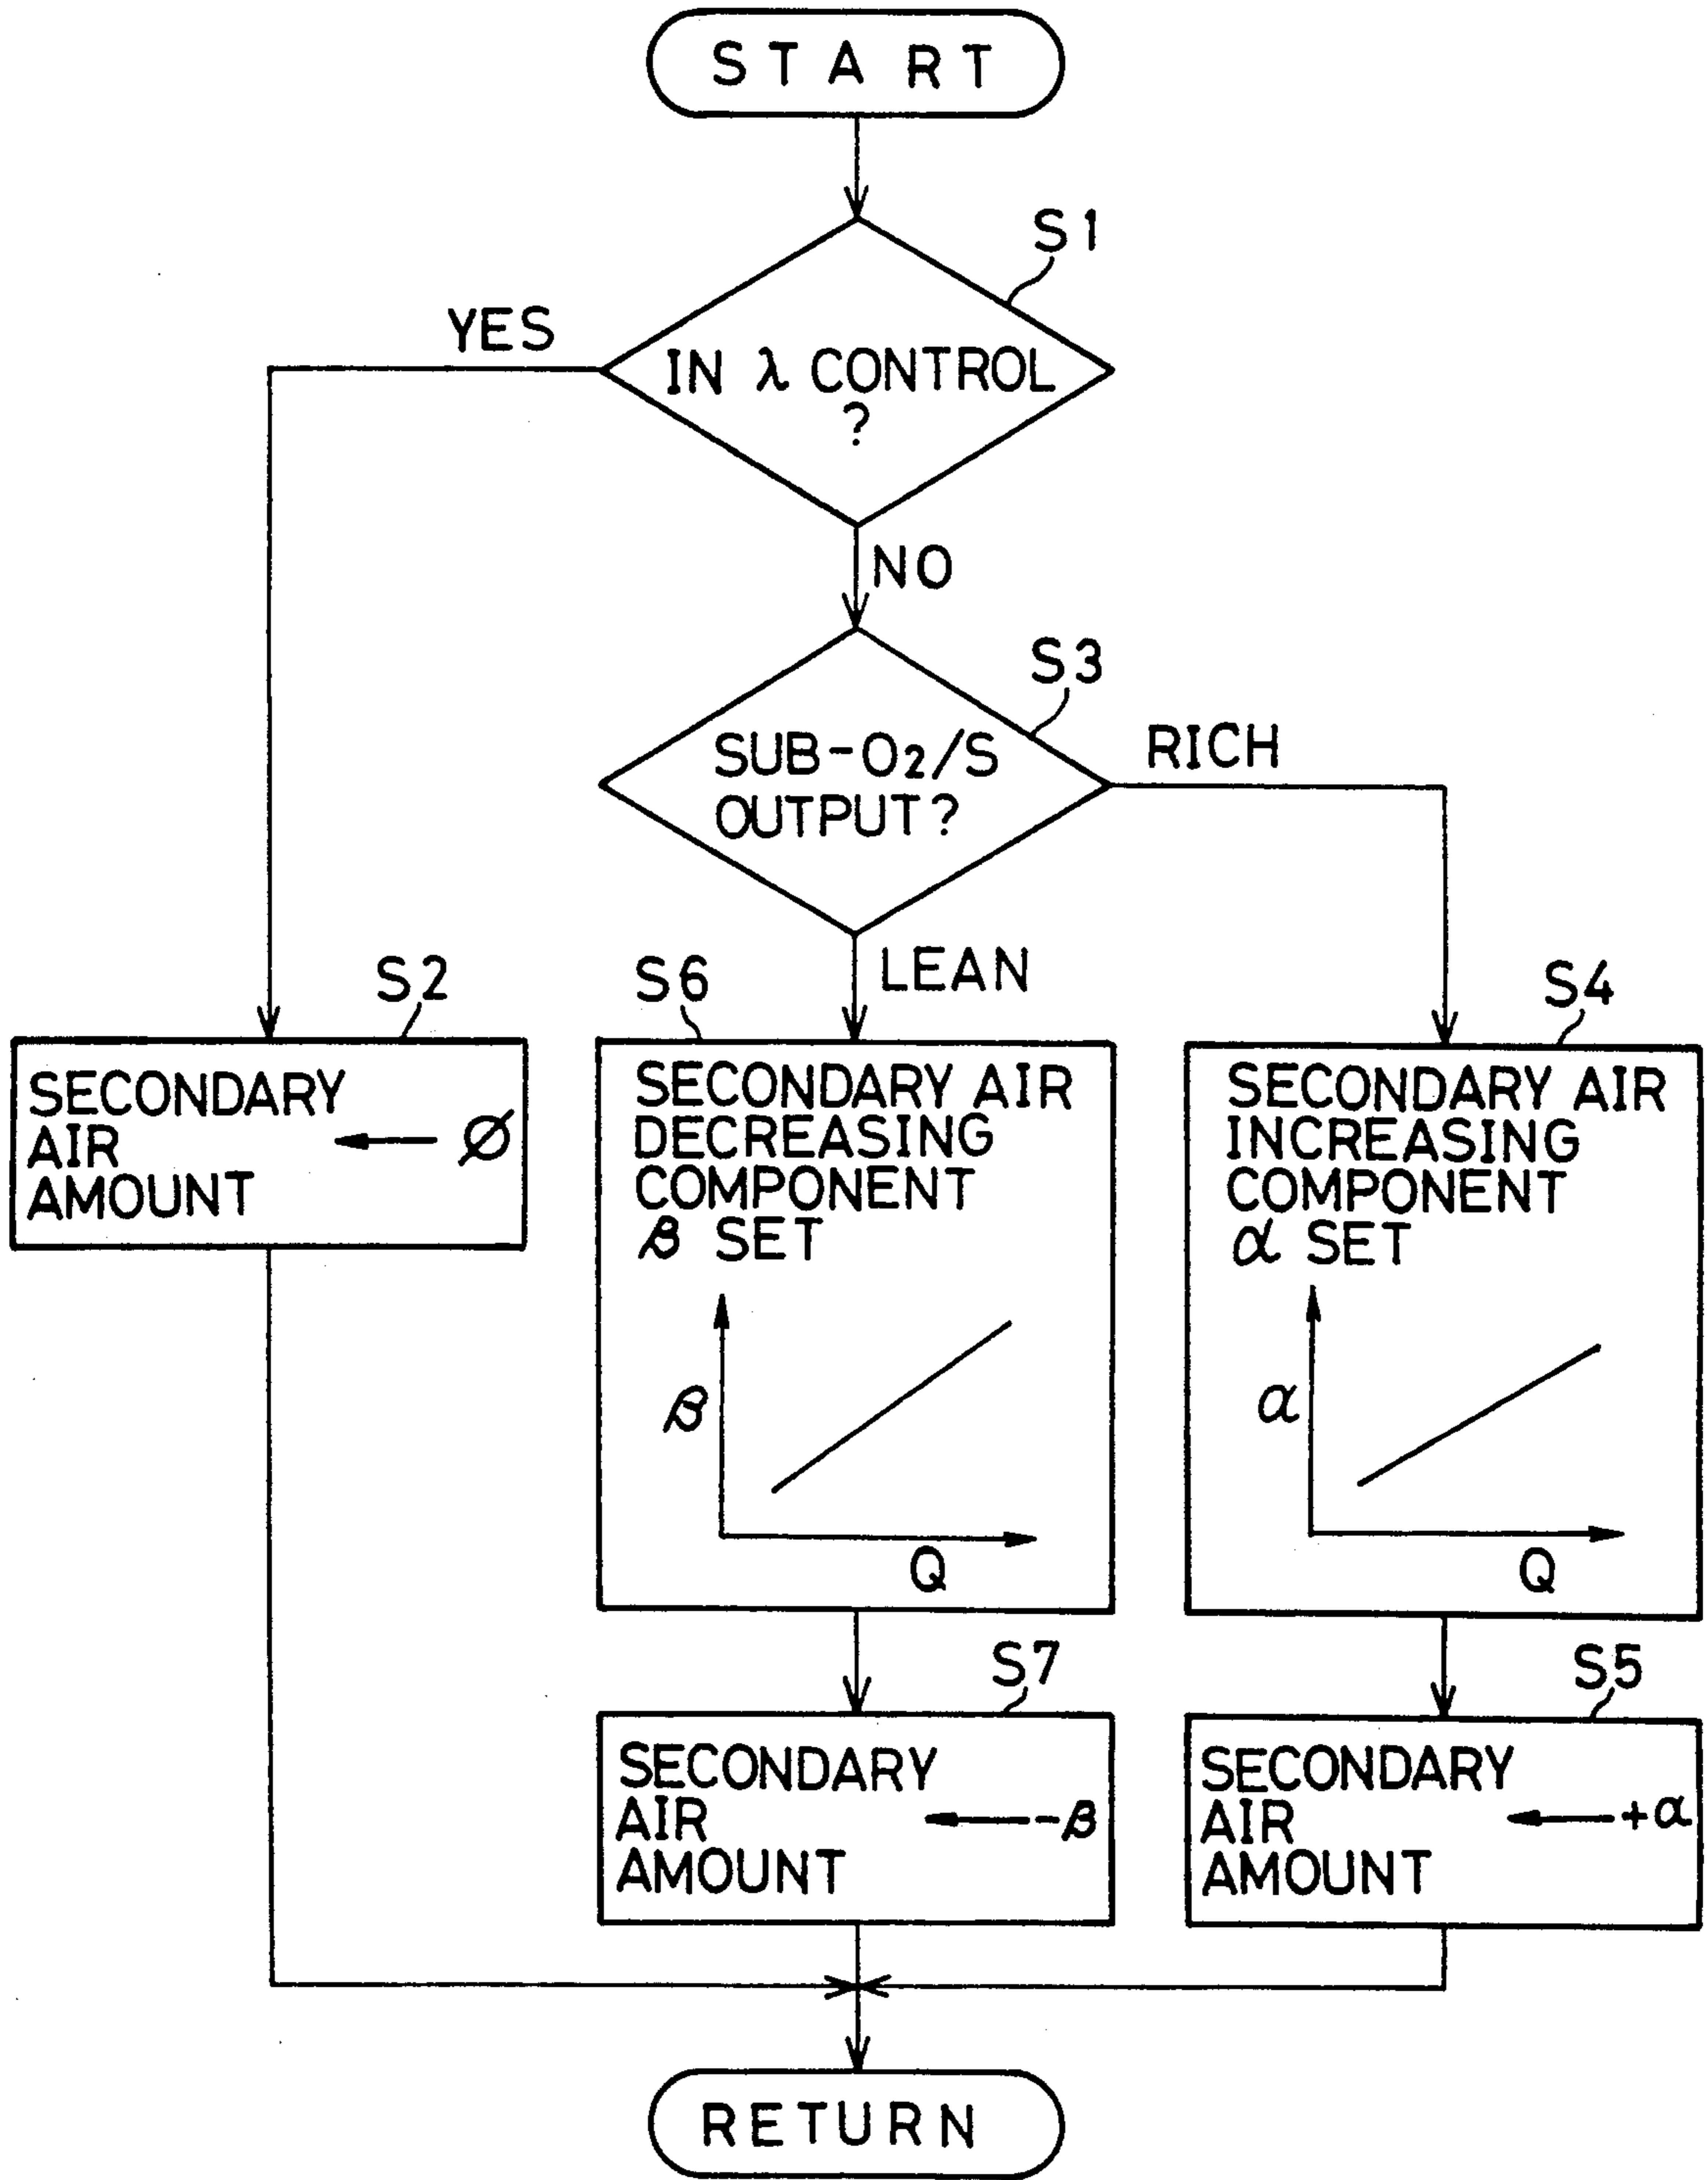 START
S1
YES
IN λ CONTROL
?
NO
S3
SUB-O2/S
OUTPUT?
RICH
LEAN
S2
SECONDARY
AIR ← Ø
AMOUNT
S6
SECONDARY AIR
DECREASING
COMPONENT
β SET
β
Q
S4
SECONDARY AIR
INCREASING
COMPONENT
α SET
α
Q
S7
SECONDARY
AIR ← -β
AMOUNT
S5
SECONDARY
AIR ← +α
AMOUNT
RETURN